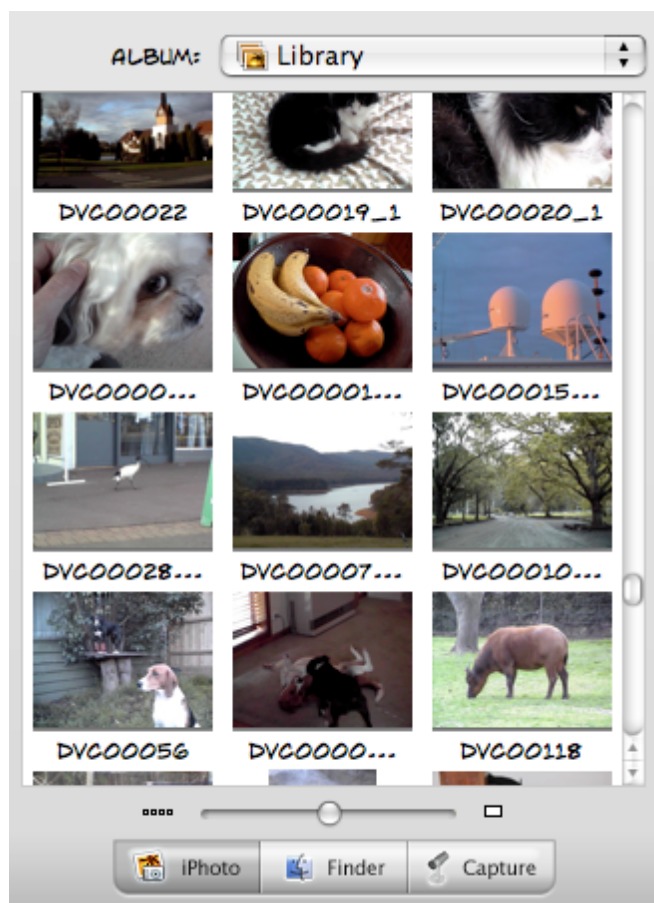 ALBUM: Library
DVC00022 DVC00019_1 DVC00020_1
DVC0000... DVC00001... DVC00015...
DVC00028... DVC00007... DVC00010...
DVC00056 DVC0000... DVC00118
iPhoto Finder Capture